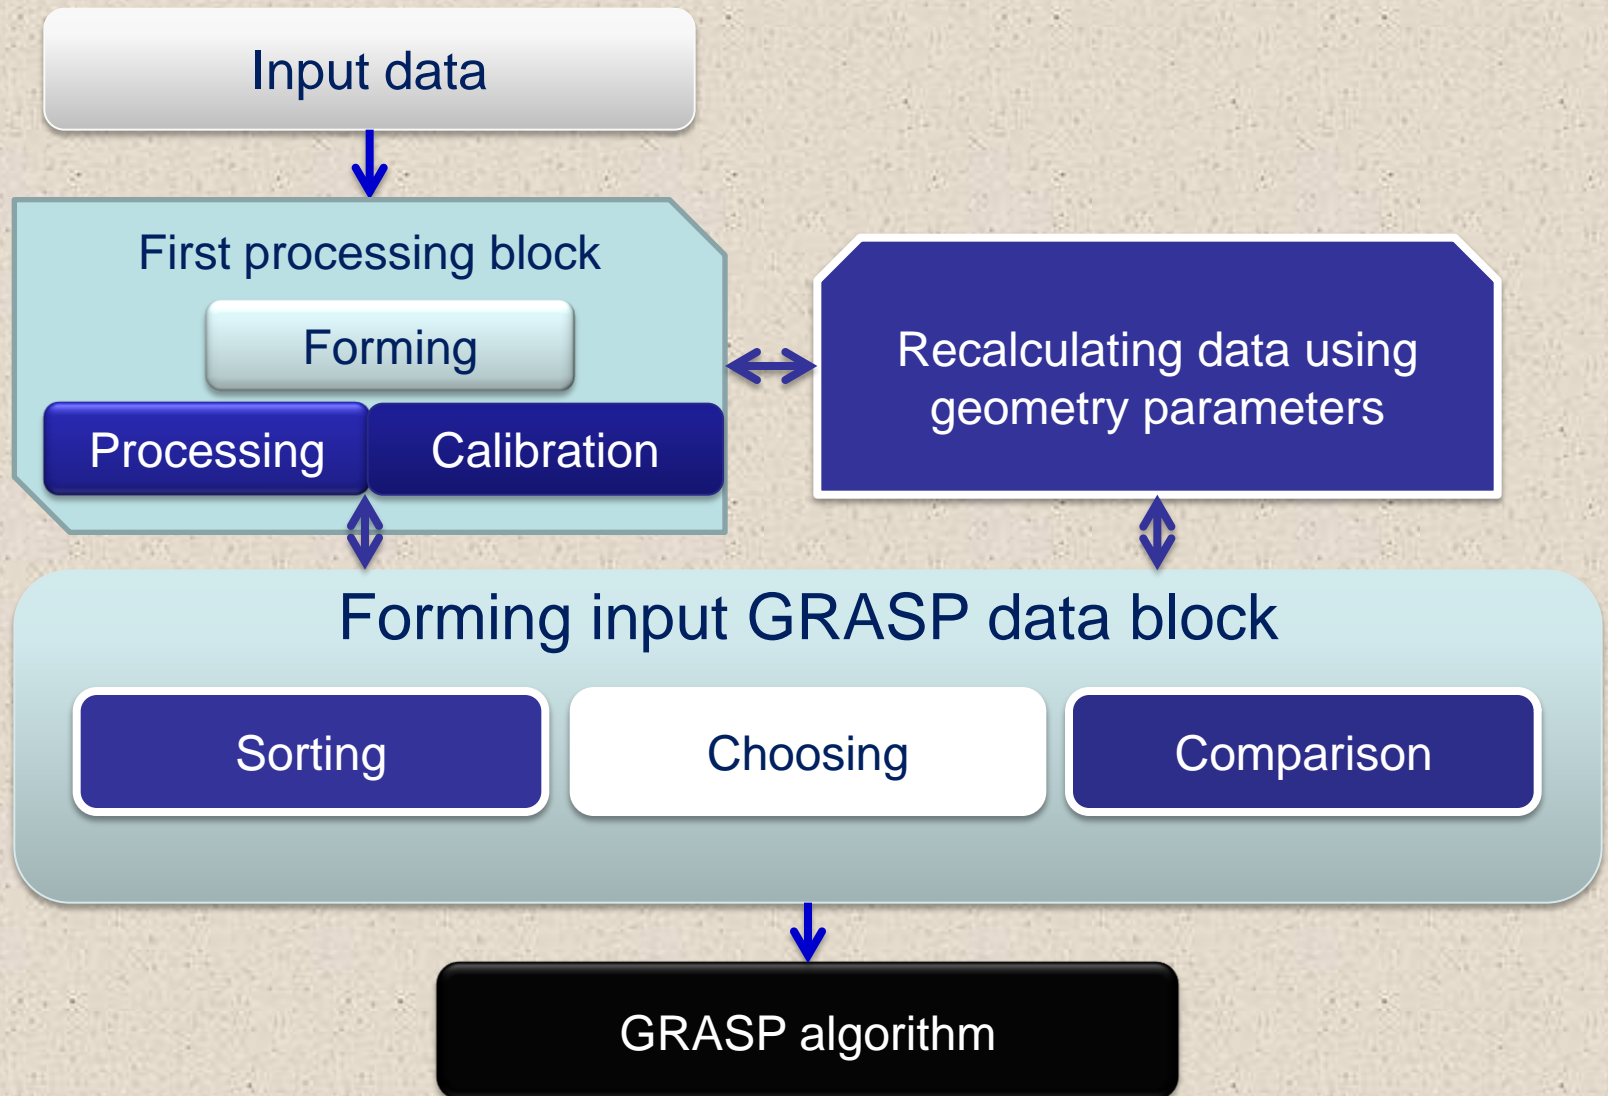 Input data
First processing block
Forming
Processing
Calibration
Recalculating data using
geometry parameters
Forming input GRASP data block
Sorting
Choosing
Comparison
GRASP algorithm